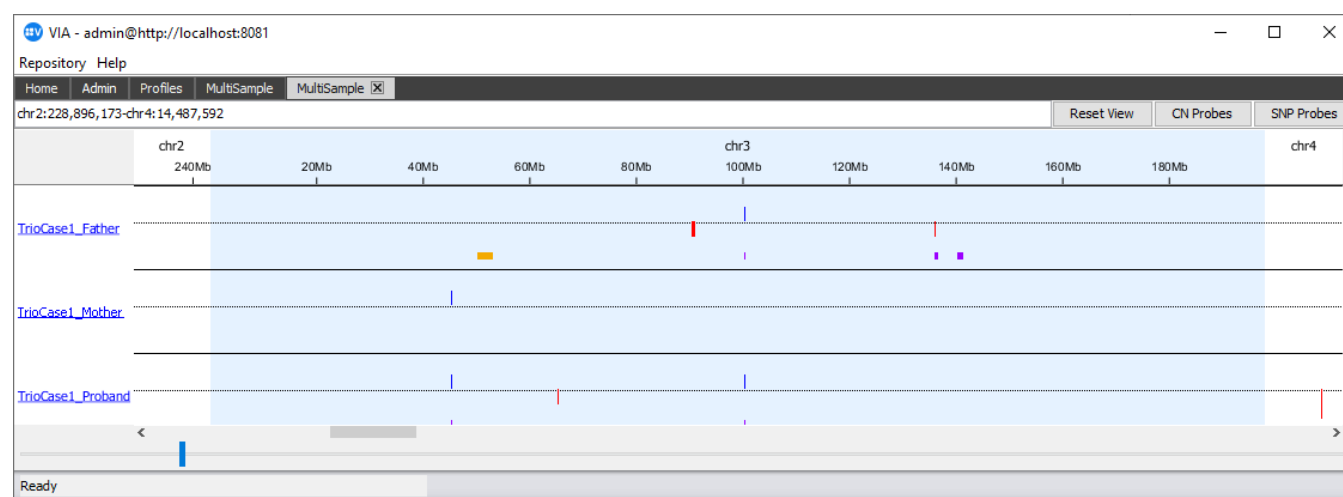 VIA - admin@http://localhost:8081
Repository Help
Home Admin Profiles MultiSample MultiSample
chr2:228,896,173-chr4:14,487,592 Reset View CN Probes SNP Probes
chr2 chr3 chr4
240Mb 20Mb 40Mb 60Mb 80Mb 100Mb 120Mb 140Mb 160Mb 180Mb
TrioCase1_Father
TrioCase1_Mother
TrioCase1_Proband
Ready